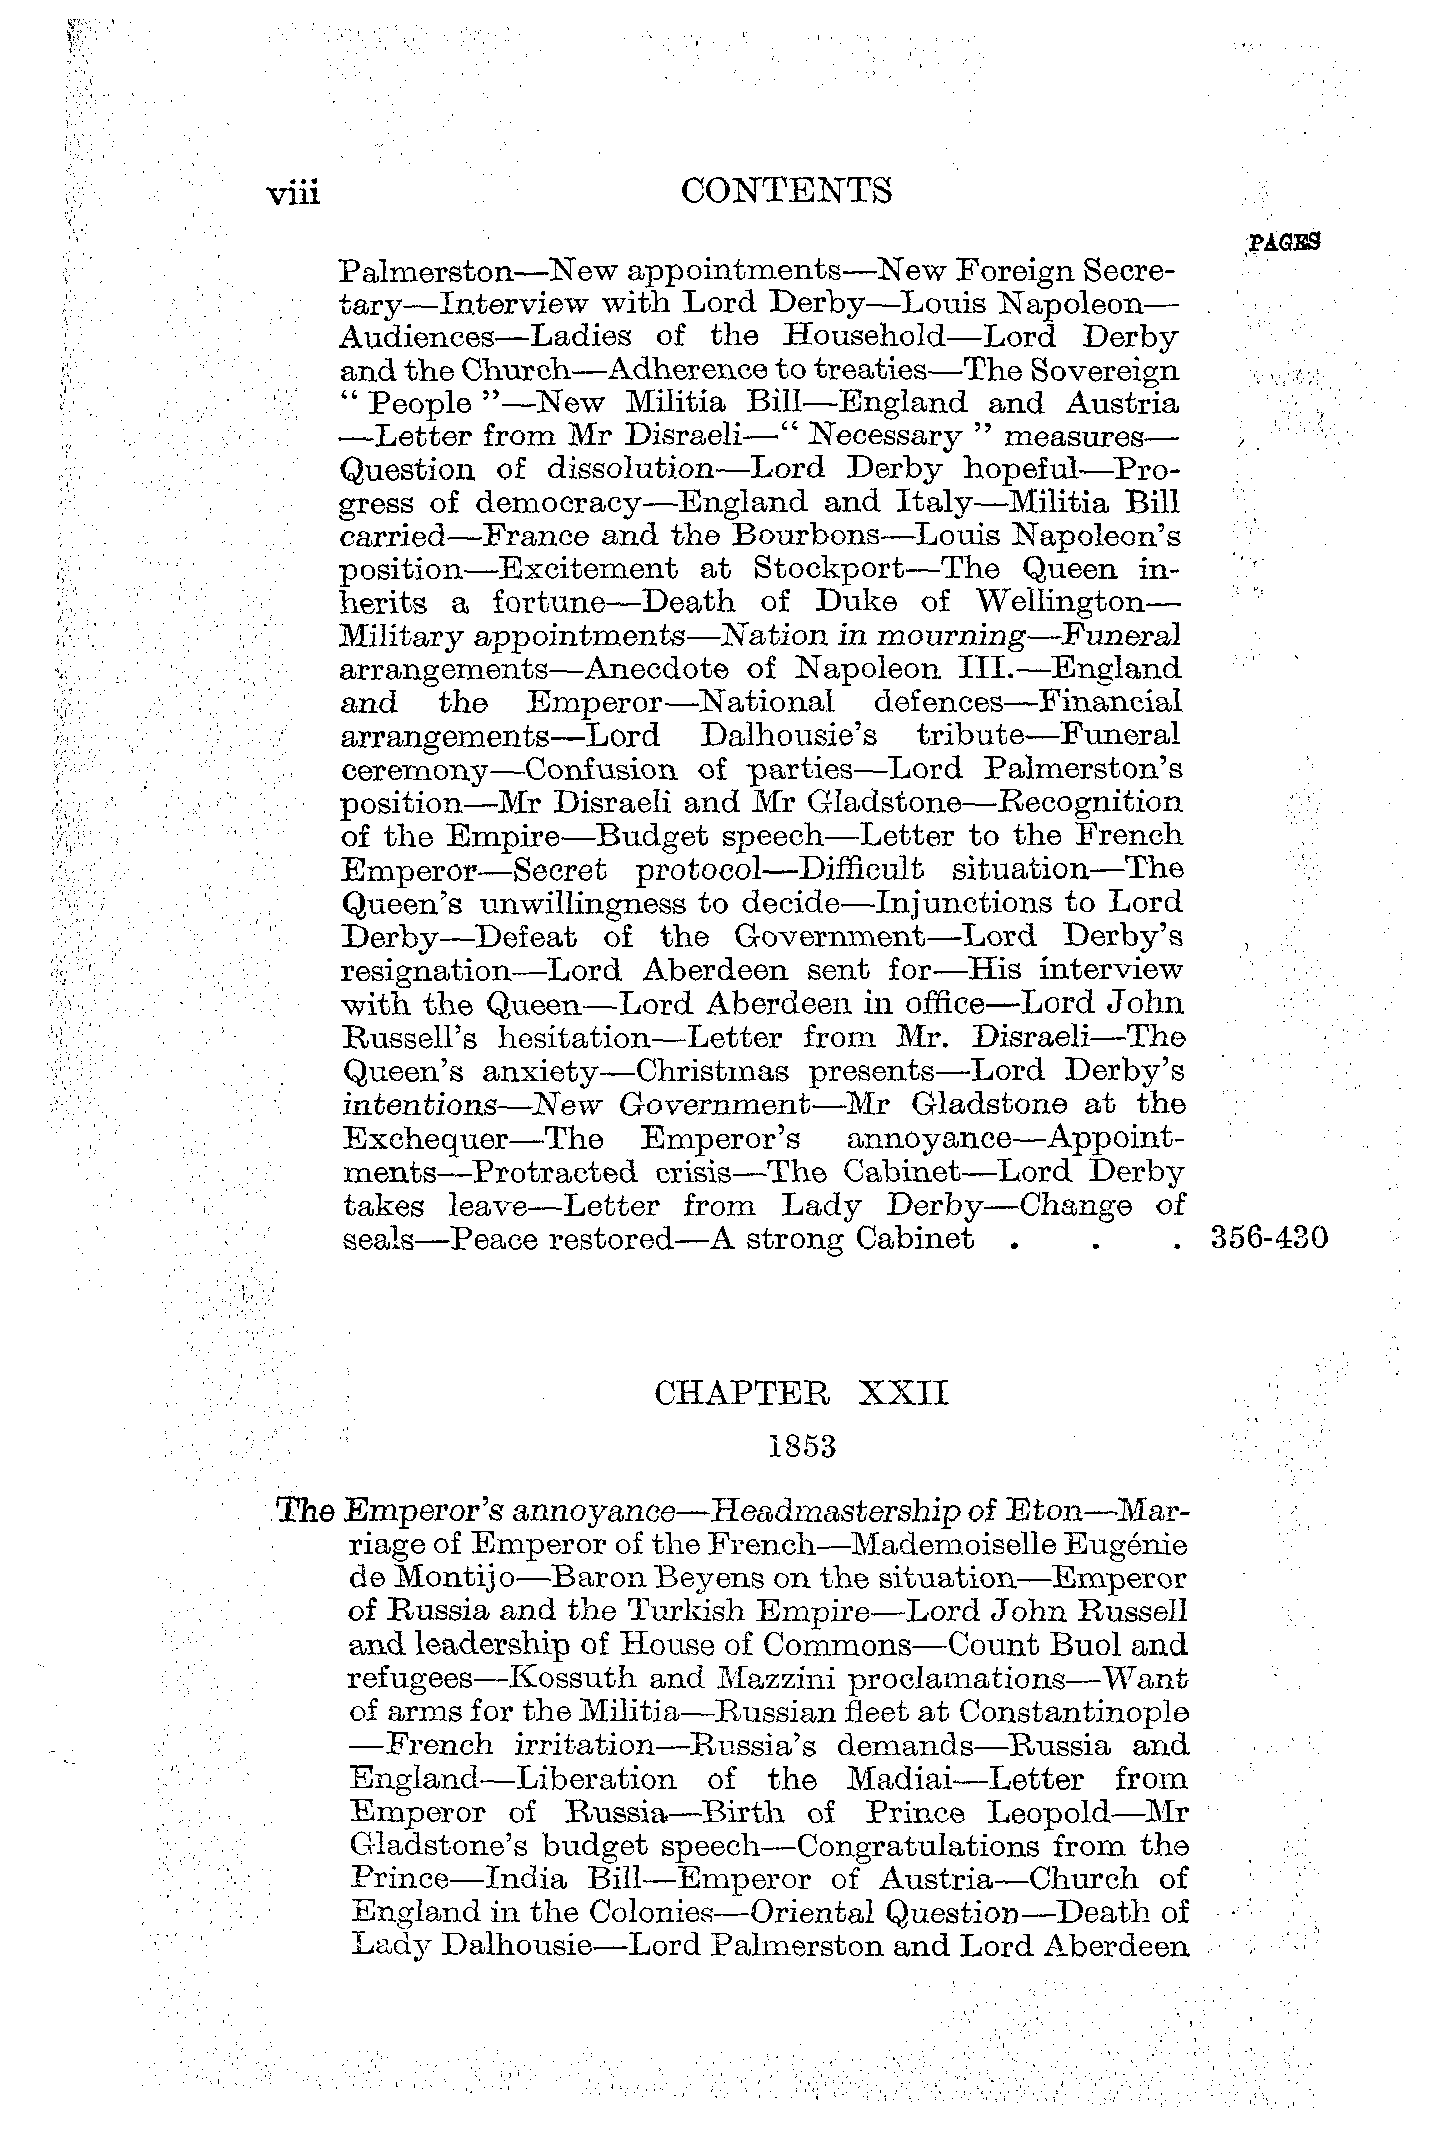 viii CONTENTS
PAGES
Palmerston—New appointments—New Foreign Secre-
tary—Interview with Lord Derby—Louis Napoleon—
Audiences—Ladies of the Household—Lord Derby
and the Church—Adherence to treaties—The Sovereign
“ People ”—New Militia Bill—England and Austria
—Letter from Mr Disraeli—“ Necessary ” measures—
Question of dissolution—Lord Derby hopeful—Pro-
gress of democracy—England and Italy—Militia Bill
carried—France and the Bourbons—Louis Napoleon's
position—Excitement at Stockport—The Queen in-
herits a fortune—Death of Duke of Wellington—
Military appointments—Nation in mourning—Funeral
arrangements—Anecdote of Napoleon III.—England
and the Emperor—National defences—Financial
arrangements—Lord Dalhousie's tribute—Funeral
ceremony—Confusion of parties—Lord Palmerston's
position—Mr Disraeli and Mr Gladstone—Recognition
of the Empire—Budget speech—Letter to the French
Emperor—Secret protocol—Difficult situation—The
Queen's unwillingness to decide—Injunctions to Lord
Derby—Defeat of the Government—Lord Derby's
resignation—Lord Aberdeen sent for—His interview
with the Queen—Lord Aberdeen in office—Lord John
Russell's hesitation—Letter from Mr. Disraeli—The
Queen's anxiety—Christmas presents—Lord Derby's
intentions—New Government—Mr Gladstone at the
Exchequer—The Emperor's annoyance—Appoint-
ments—Protracted crisis—The Cabinet—Lord Derby
takes leave—Letter from Lady Derby—Change of
seals—Peace restored—A strong Cabinet . . . 356-430
CHAPTER XXII
1853
The Emperor's annoyance—Headmastership of Eton—Mar-
riage of Emperor of the French—Mademoiselle Eugénie
de Montijo—Baron Beyens on the situation—Emperor
of Russia and the Turkish Empire—Lord John Russell
and leadership of House of Commons—Count Buol and
refugees—Kossuth and Mazzini proclamations—Want
of arms for the Militia—Russian fleet at Constantinople
—French irritation—Russia's demands—Russia and
England—Liberation of the Madiai—Letter from
Emperor of Russia—Birth of Prince Leopold—Mr
Gladstone's budget speech—Congratulations from the
Prince—India Bill—Emperor of Austria—Church of
England in the Colonies—Oriental Question—Death of
Lady Dalhousie—Lord Palmerston and Lord Aberdeen